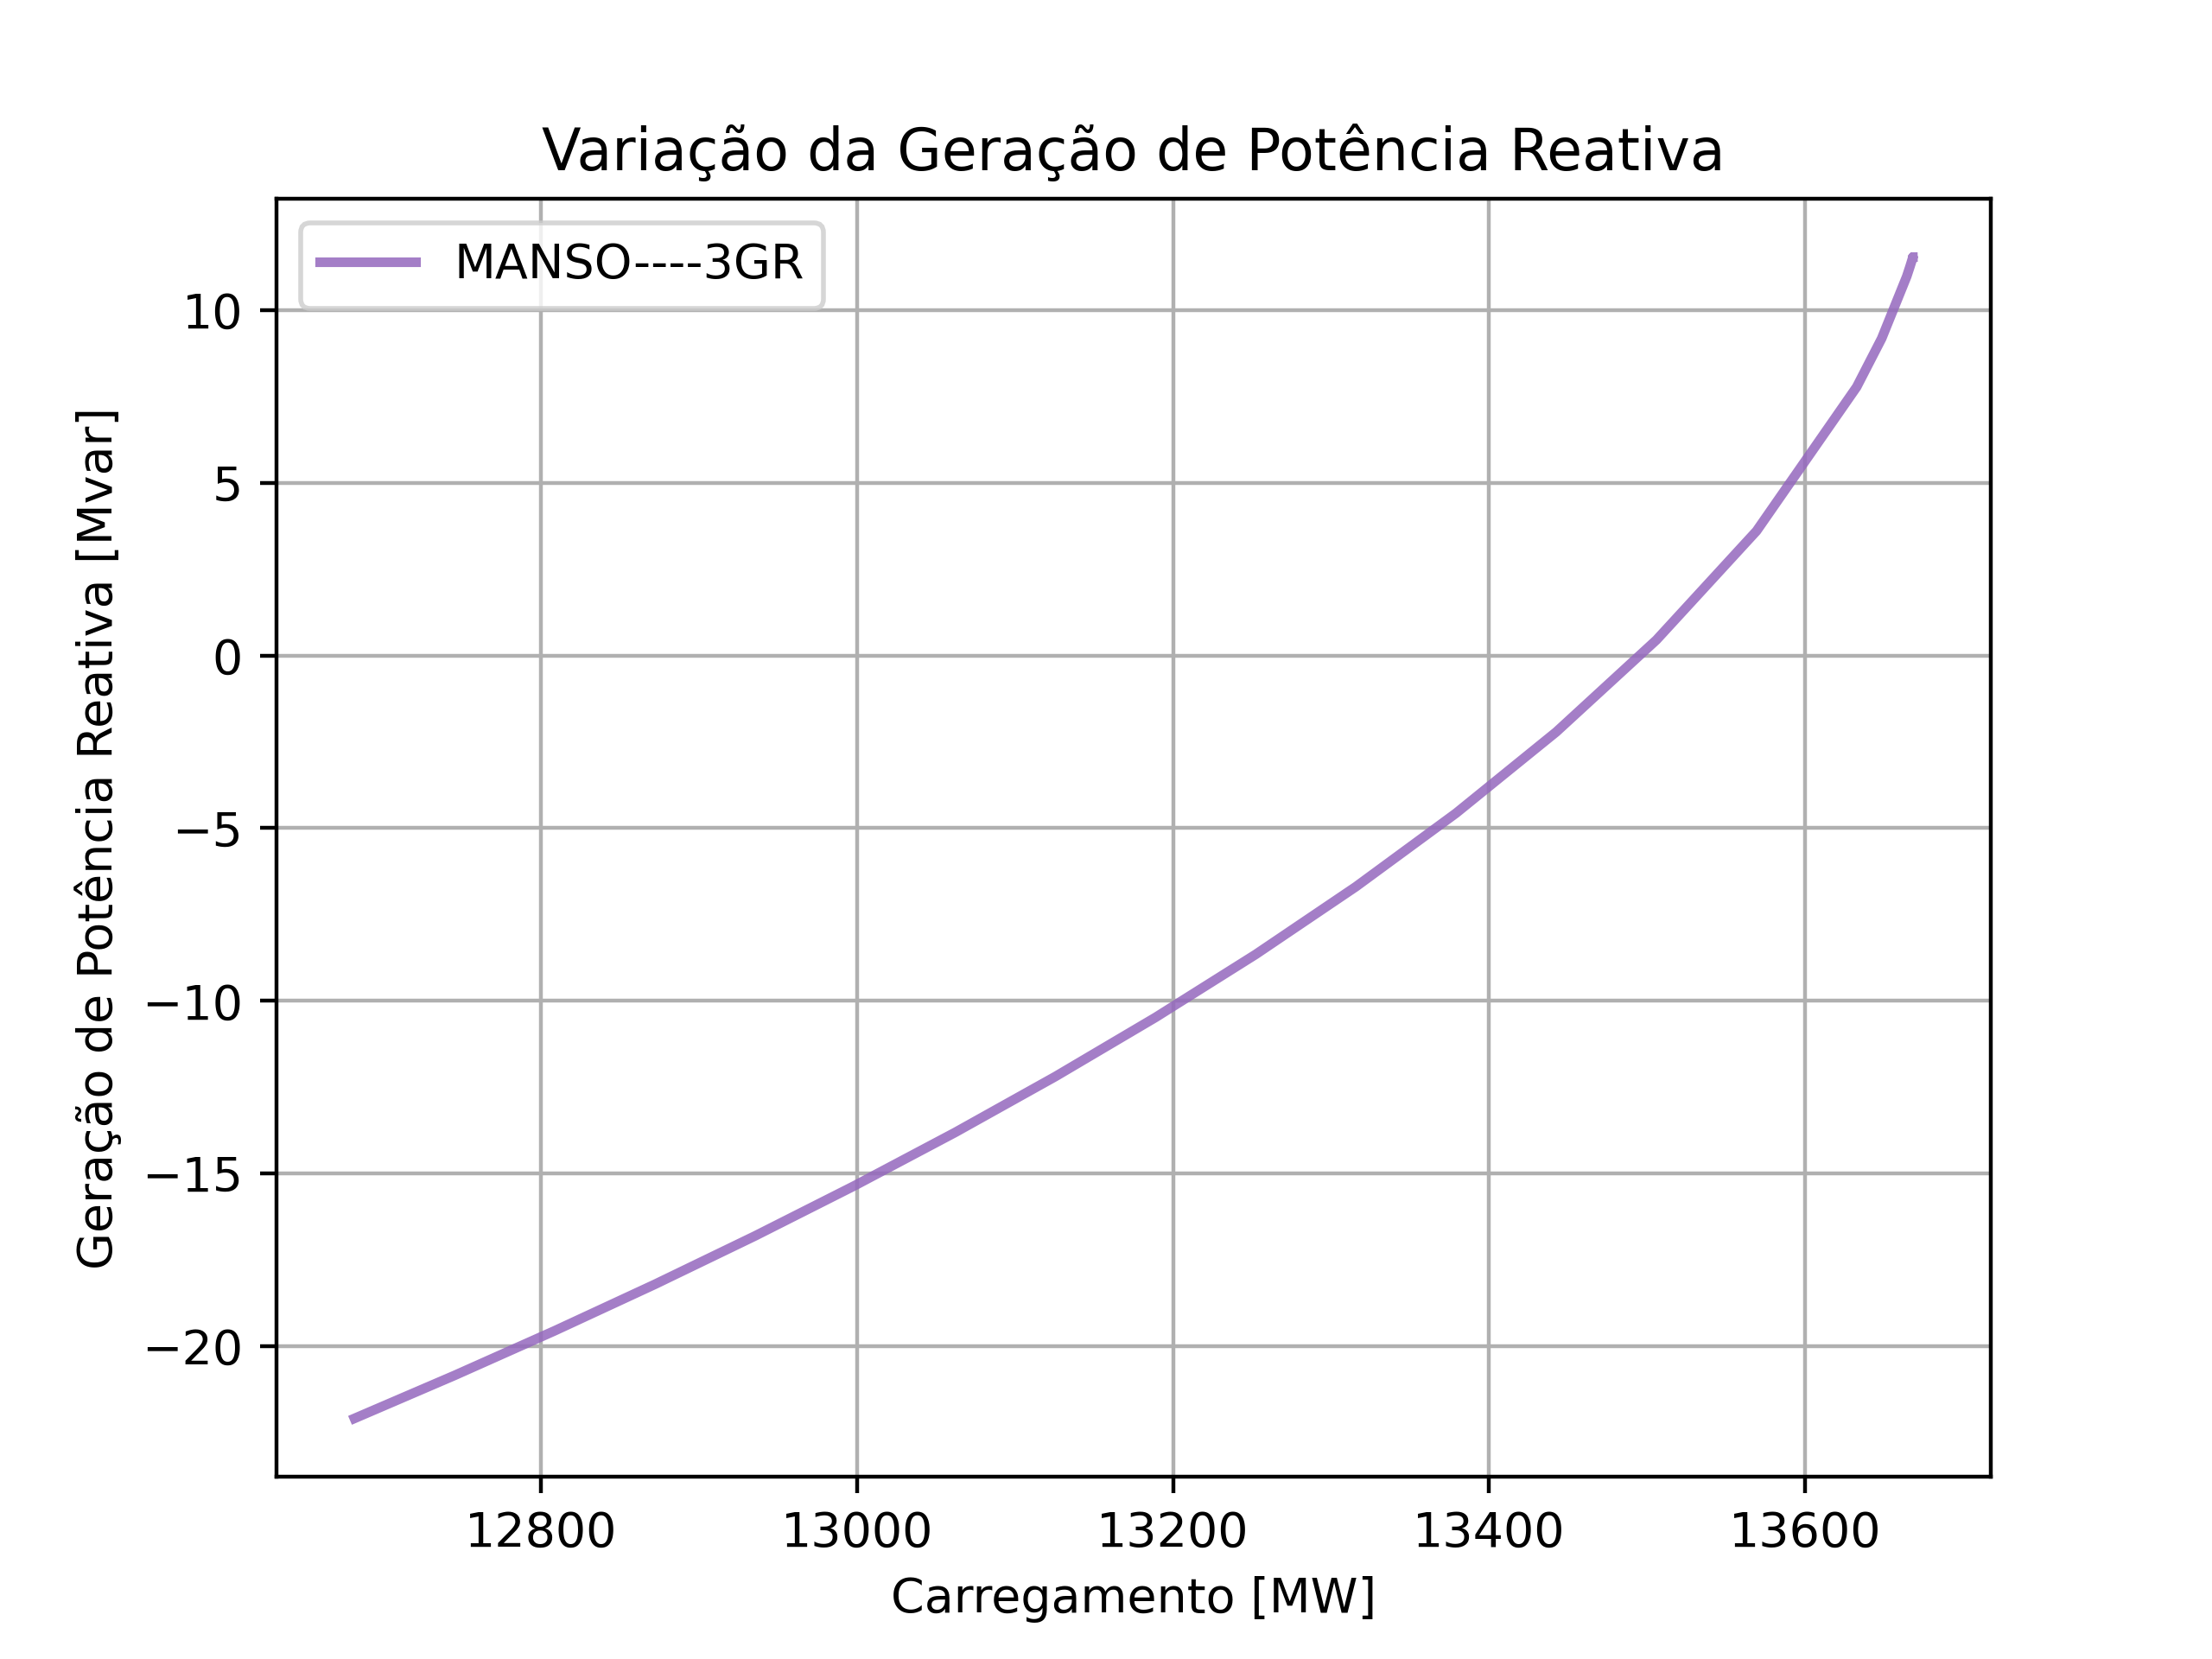 Variação da Geração de Potência Reativa
MANSO----3GR
Geração de Potência Reativa [Mvar]
10
5
0
−5
−10
−15
−20
12800 13000 13200 13400 13600
Carregamento [MW]